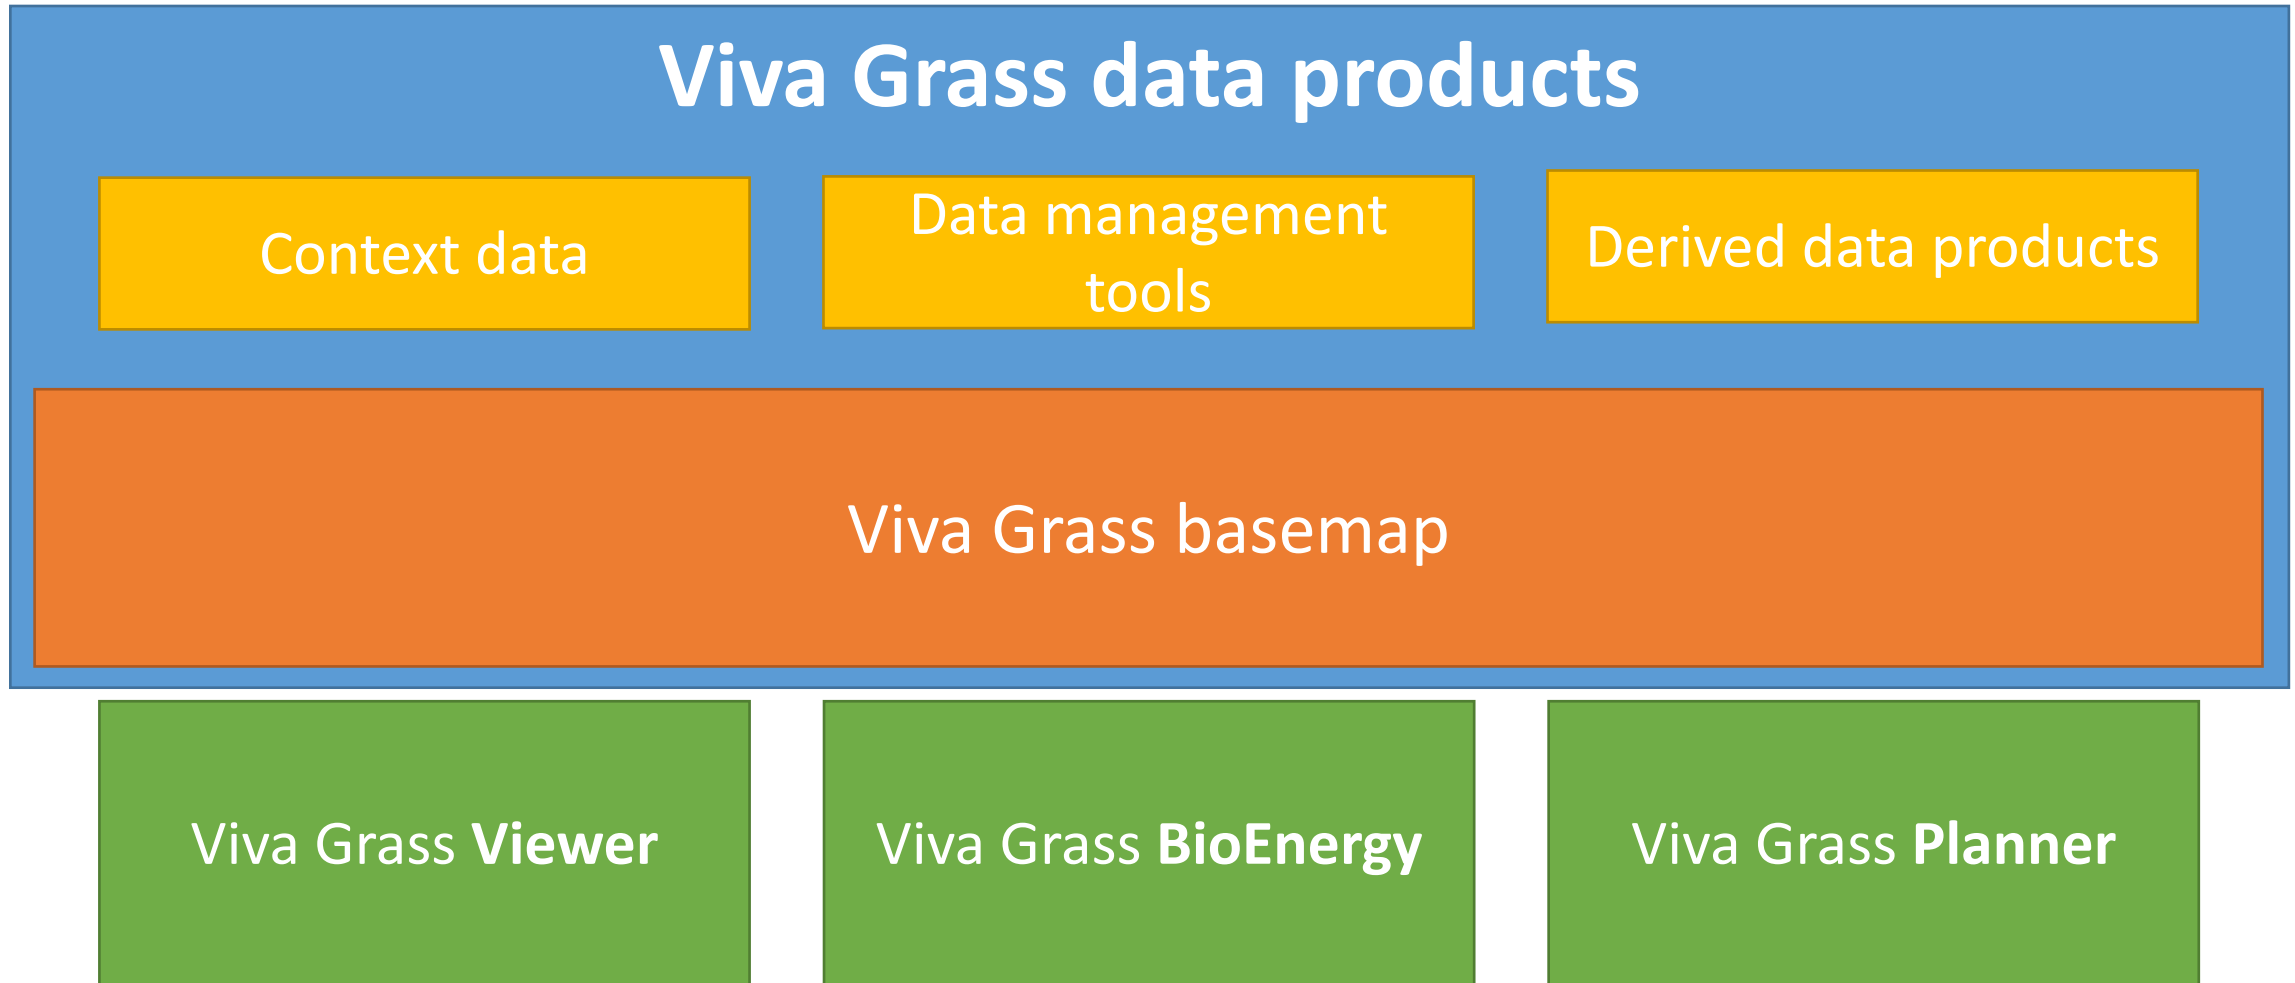 Viva Grass data products
Context data
Data management
tools
Derived data products
Viva Grass basemap
Viva Grass Viewer
Viva Grass BioEnergy
Viva Grass Planner